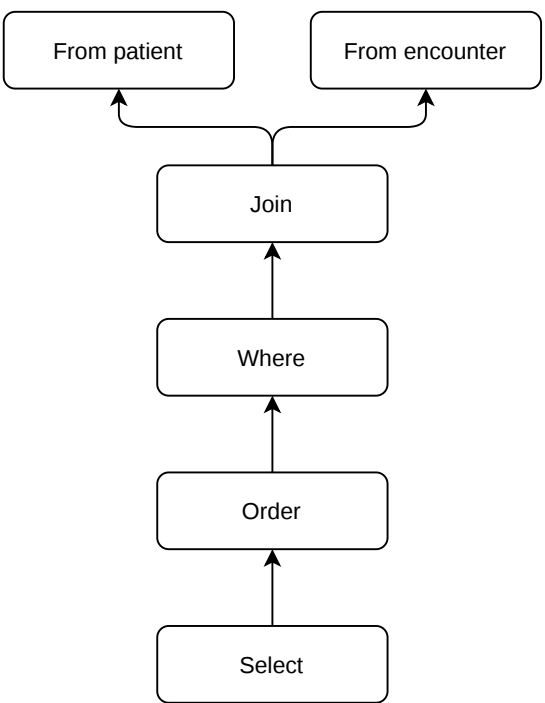 From patient
From encounter
Join
Where
Order
Select